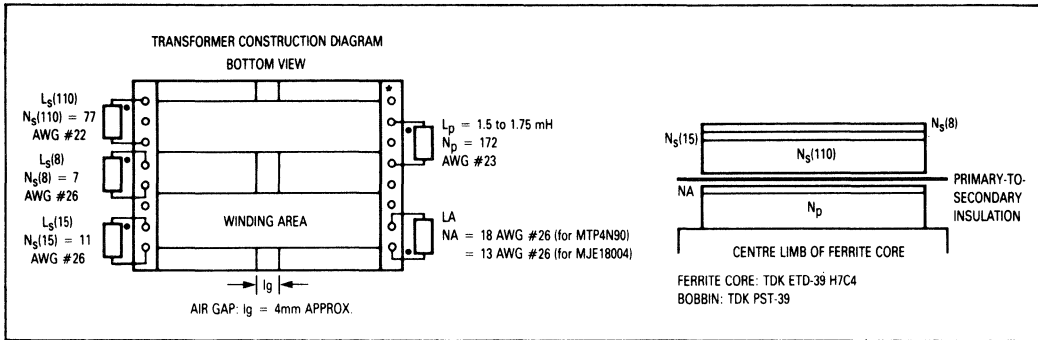 TRANSFORMER CONSTRUCTION DIAGRAM
BOTTOM VIEW
Ls(110)
Ns(110) = 77
AWG #22
Ls(8)
Ns(8) = 7
AWG #26
Ls(15)
Ns(15) = 11
AWG #26
*
Lp = 1.5 to 1.75 mH
Np = 172
AWG #23
WINDING AREA
LA
NA = 18 AWG #26 (for MTP4N90)
= 13 AWG #26 (for MJE18004)
lg
AIR GAP: lg = 4mm APPROX.
Ns(15)
Ns(8)
Ns(110)
NA
Np
PRIMARY-TO-
SECONDARY
INSULATION
CENTRE LIMB OF FERRITE CORE
FERRITE CORE: TDK ETD-39 H7C4
BOBBIN: TDK PST-39